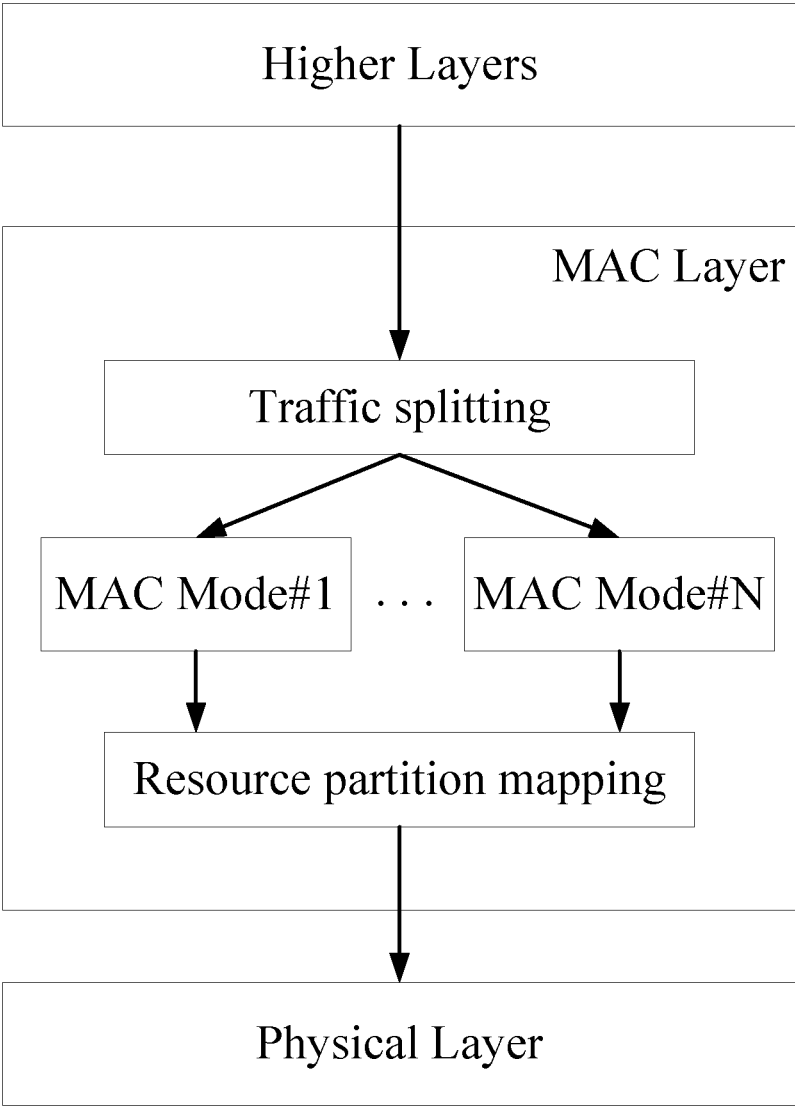 Higher Layers
MAC Layer
Traffic splitting
MAC Mode#1 . . . MAC Mode#N
Resource partition mapping
Physical Layer